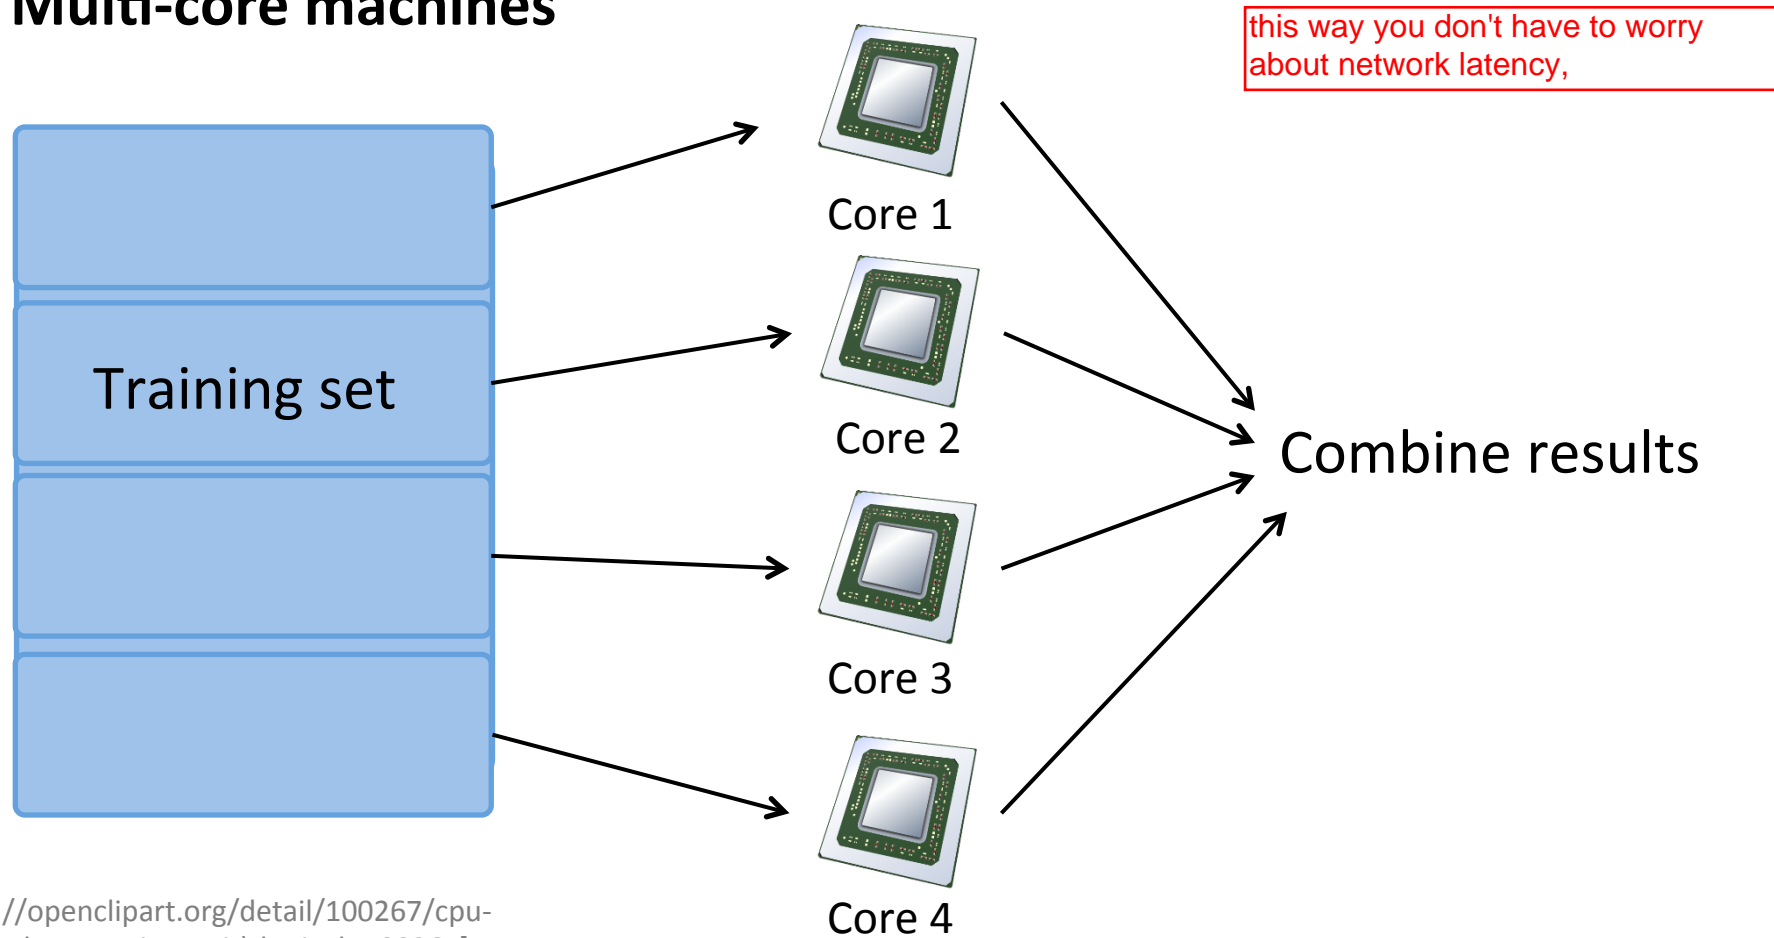 Multi-core machines
this way you don't have to worry
about network latency,
Core 1
Training set
Core 2
Combine results
Core 3
Core 4
//openclipart.org/detail/100267/cpu-